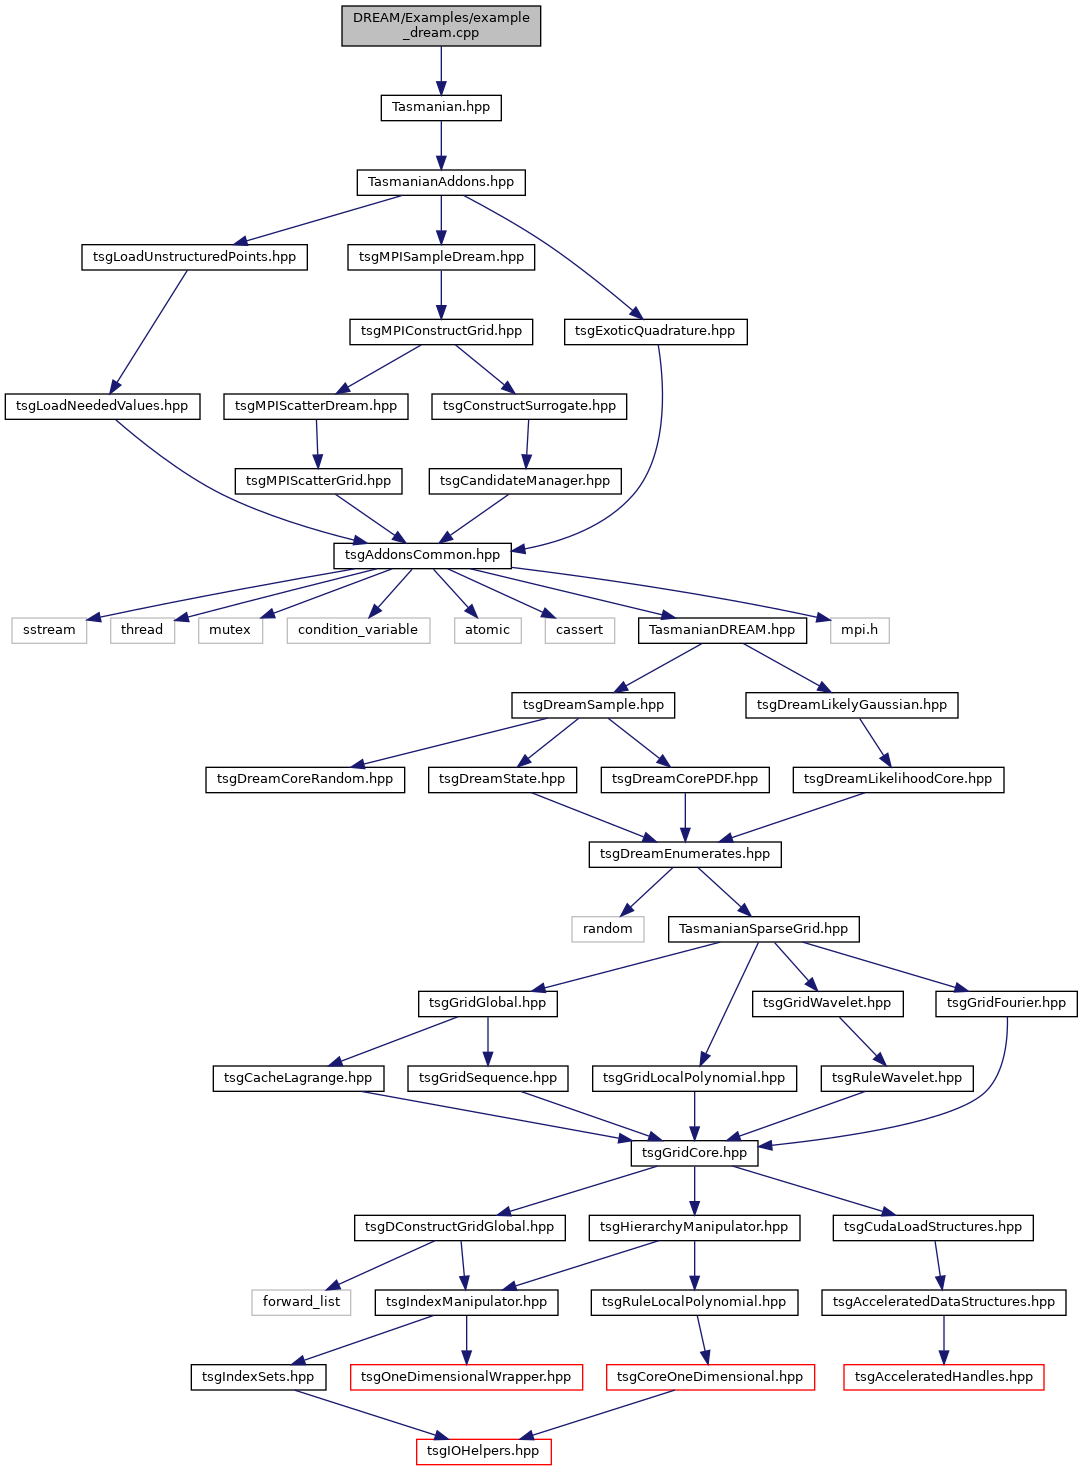 DREAM/Examples/example
_dream.cpp
Tasmanian.hpp
TasmanianAddons.hpp
tsgLoadUnstructuredPoints.hpp
tsgMPISampleDream.hpp
tsgMPIConstructGrid.hpp
tsgExoticQuadrature.hpp
tsgLoadNeededValues.hpp
tsgMPIScatterDream.hpp
tsgConstructSurrogate.hpp
tsgMPIScatterGrid.hpp
tsgCandidateManager.hpp
tsgAddonsCommon.hpp
sstream
thread
mutex
condition_variable
atomic
cassert
TasmanianDREAM.hpp
mpi.h
tsgDreamSample.hpp
tsgDreamLikelyGaussian.hpp
tsgDreamCoreRandom.hpp
tsgDreamState.hpp
tsgDreamCorePDF.hpp
tsgDreamLikelihoodCore.hpp
tsgDreamEnumerates.hpp
random
TasmanianSparseGrid.hpp
tsgGridGlobal.hpp
tsgGridWavelet.hpp
tsgGridFourier.hpp
tsgCacheLagrange.hpp
tsgGridSequence.hpp
tsgGridLocalPolynomial.hpp
tsgRuleWavelet.hpp
tsgGridCore.hpp
tsgDConstructGridGlobal.hpp
tsgHierarchyManipulator.hpp
tsgCudaLoadStructures.hpp
forward_list
tsgIndexManipulator.hpp
tsgRuleLocalPolynomial.hpp
tsgAcceleratedDataStructures.hpp
tsgIndexSets.hpp
tsgOneDimensionalWrapper.hpp
tsgCoreOneDimensional.hpp
tsgAcceleratedHandles.hpp
tsgIOHelpers.hpp